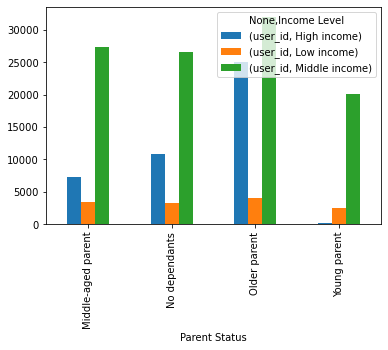 None,Income Level
(user_id, High income)
(user_id, Low income)
(user_id, Middle income)
30000
25000
20000
15000
10000
5000
0
Middle-aged parent
No dependants
Older parent
Young parent
Parent Status